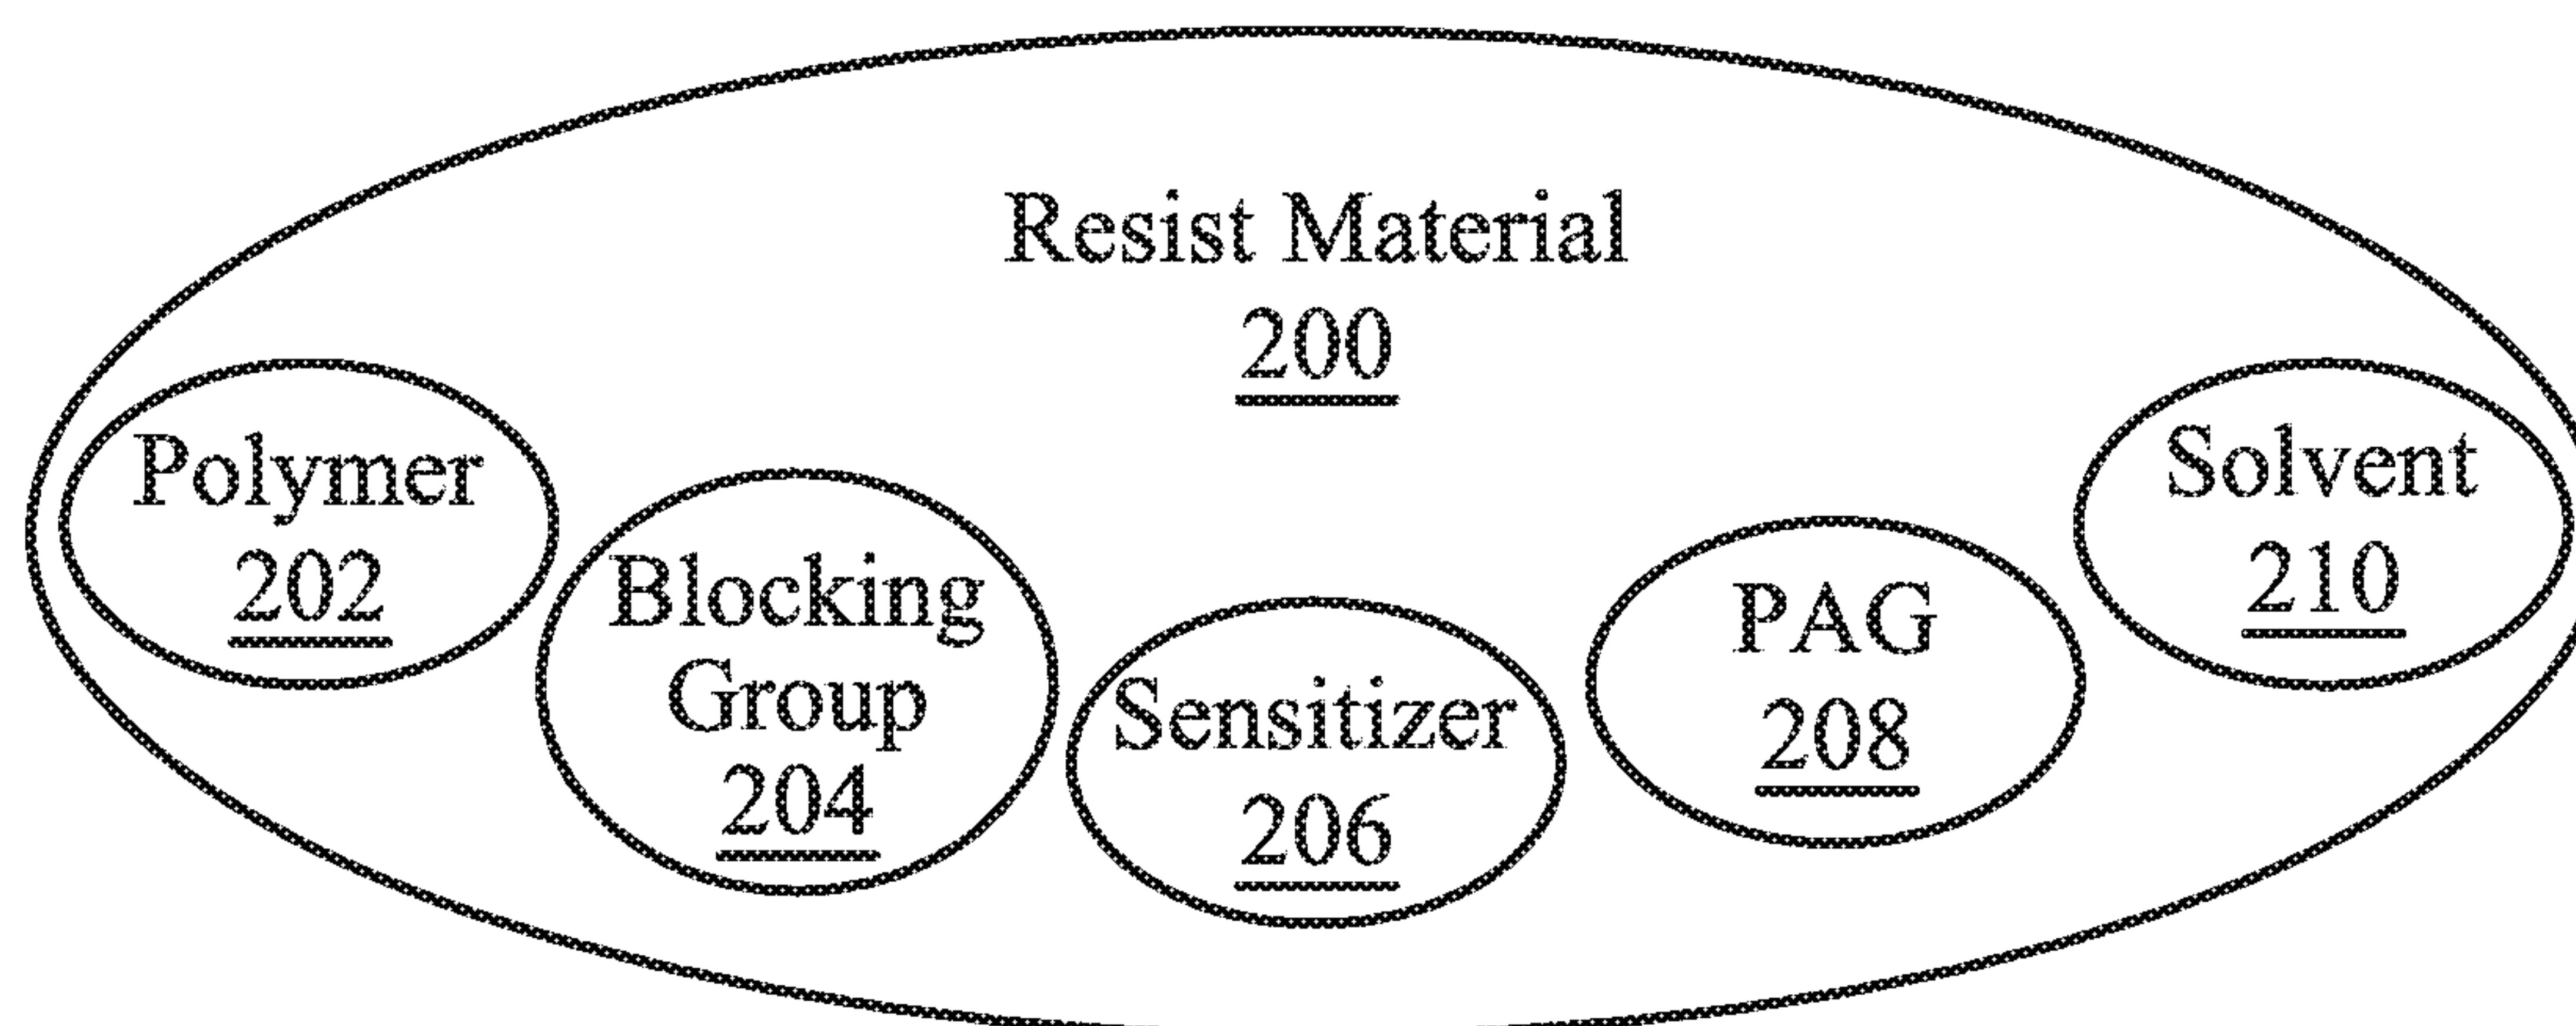 Resist Material
200
Polymer
202
Blocking
Group
204
Sensitizer
206
PAG
208
Solvent
210